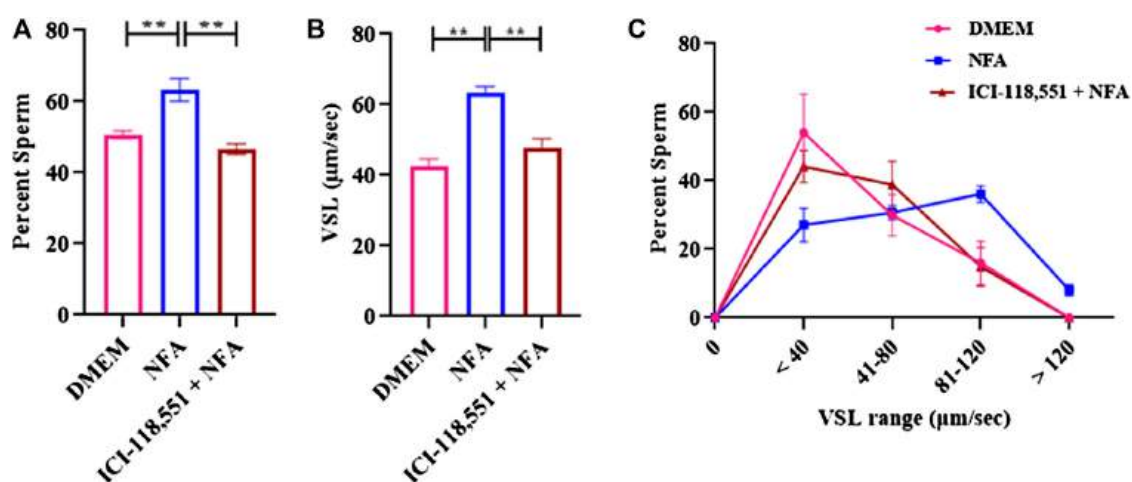 A
Percent Sperm
80
60
40
20
0
** **
DMEM
NFA
ICI-118,551 + NFA
B
VSL (μm/sec)
80
60
40
20
0
** **
DMEM
NFA
ICI-118,551 + NFA
C
DMEM
NFA
ICI-118,551 + NFA
Percent Sperm
80
60
40
20
0
0
< 40
41-80
81-120
> 120
VSL range (μm/sec)